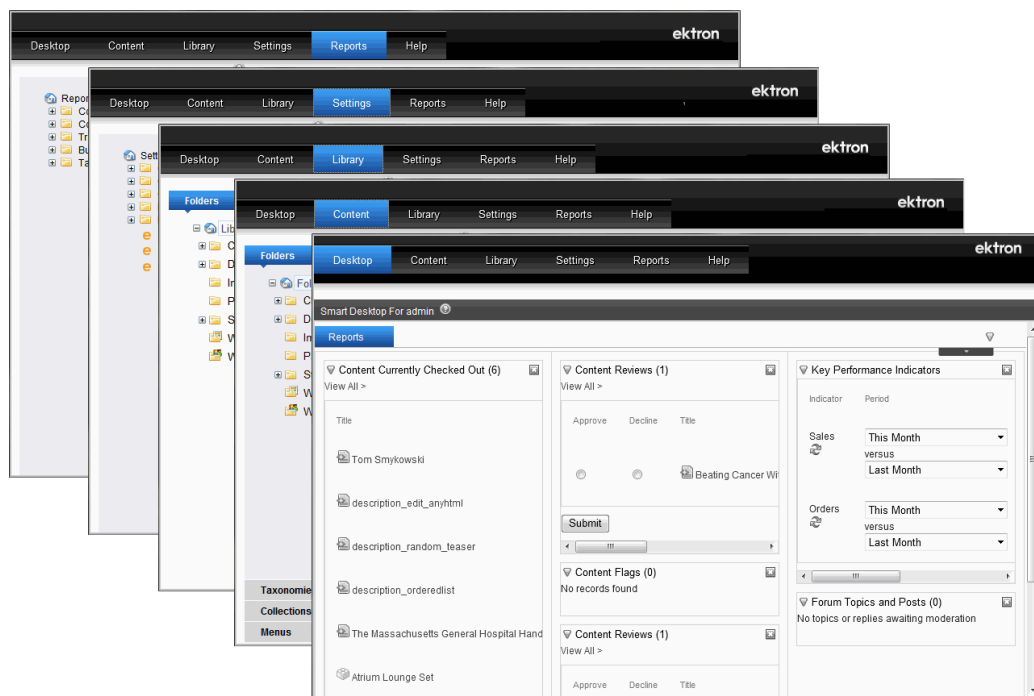 ektron
Desktop Content Library Settings Reports Help
ektron
Desktop Content Library Settings Reports Help
ektron
Desktop Content Library Settings Reports Help
Folders
ektron
Desktop Content Library Settings Reports Help
Folders
Taxonomie
Collections
Menus
ektron
Desktop Content Library Settings Reports Help
Smart Desktop For admin
Reports
Content Currently Checked Out (6)
View All >
Title
Tom Smykowski
description_edit_anyhtml
description_random_teaser
description_orderedlist
The Massachusetts General Hospital Hand
Atrium Lounge Set
Content Reviews (1)
View All >
Approve Decline Title
Beating Cancer Wi
Submit
Content Flags (0)
No records found
Content Reviews (1)
View All >
Approve Decline Title
Key Performance Indicators
Indicator Period
Sales This Month
versus
Last Month
Orders This Month
versus
Last Month
Forum Topics and Posts (0)
No topics or replies awaiting moderation